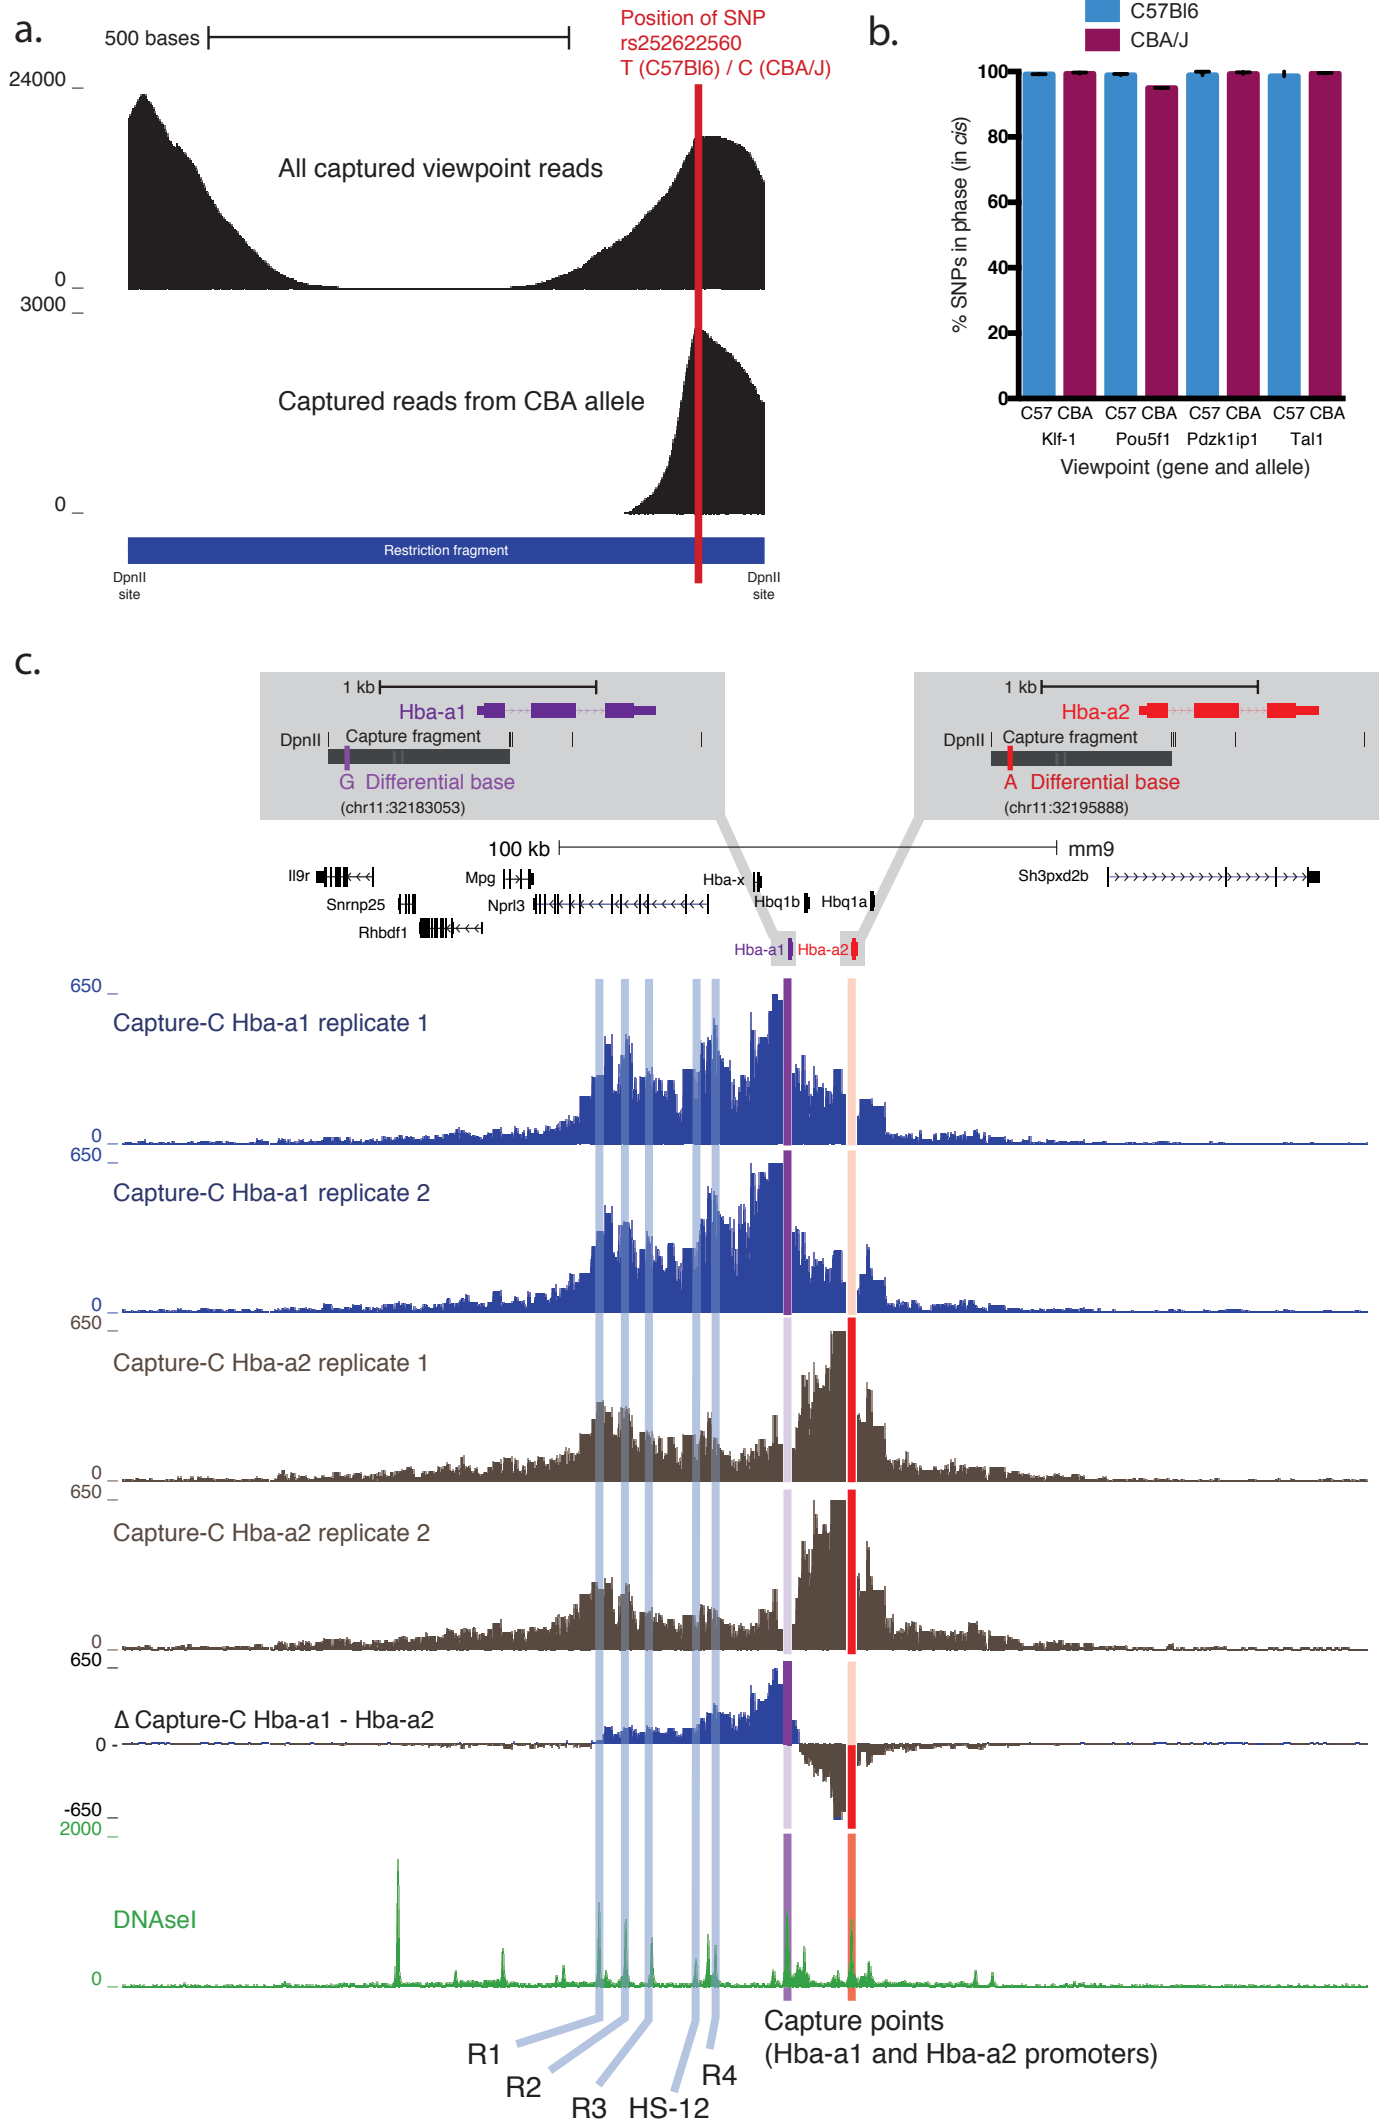 a.
500 bases
Position of SNP
rs252622560
T (C57Bl6) / C (CBA/J)
24000
All captured viewpoint reads
0
3000
Captured reads from CBA allele
0
Restriction fragment
DpnII
site
DpnII
site
b.
C57Bl6
CBA/J
% SNPs in phase (in cis)
100
80
60
40
20
0
C57 CBA C57 CBA C57 CBA C57 CBA
Klf-1 Pou5f1 Pdzk1ip1 Tal1
Viewpoint (gene and allele)
c.
1 kb
Hba-a1
DpnII
Capture fragment
G Differential base
(chr11:32183053)
1 kb
Hba-a2
DpnII
Capture fragment
A Differential base
(chr11:32195888)
100 kb
mm9
Il9r
Mpg
Hba-x
Sh3pxd2b
Snrnp25
Nprl3
Hbq1b
Hbq1a
Rhbdf1
Hba-a1
Hba-a2
650
Capture-C Hba-a1 replicate 1
0
650
Capture-C Hba-a1 replicate 2
0
650
Capture-C Hba-a2 replicate 1
0
650
Capture-C Hba-a2 replicate 2
0
650
Δ Capture-C Hba-a1 - Hba-a2
0
-650
2000
DNAseI
0
Capture points
(Hba-a1 and Hba-a2 promoters)
R1
R2
R3
HS-12
R4